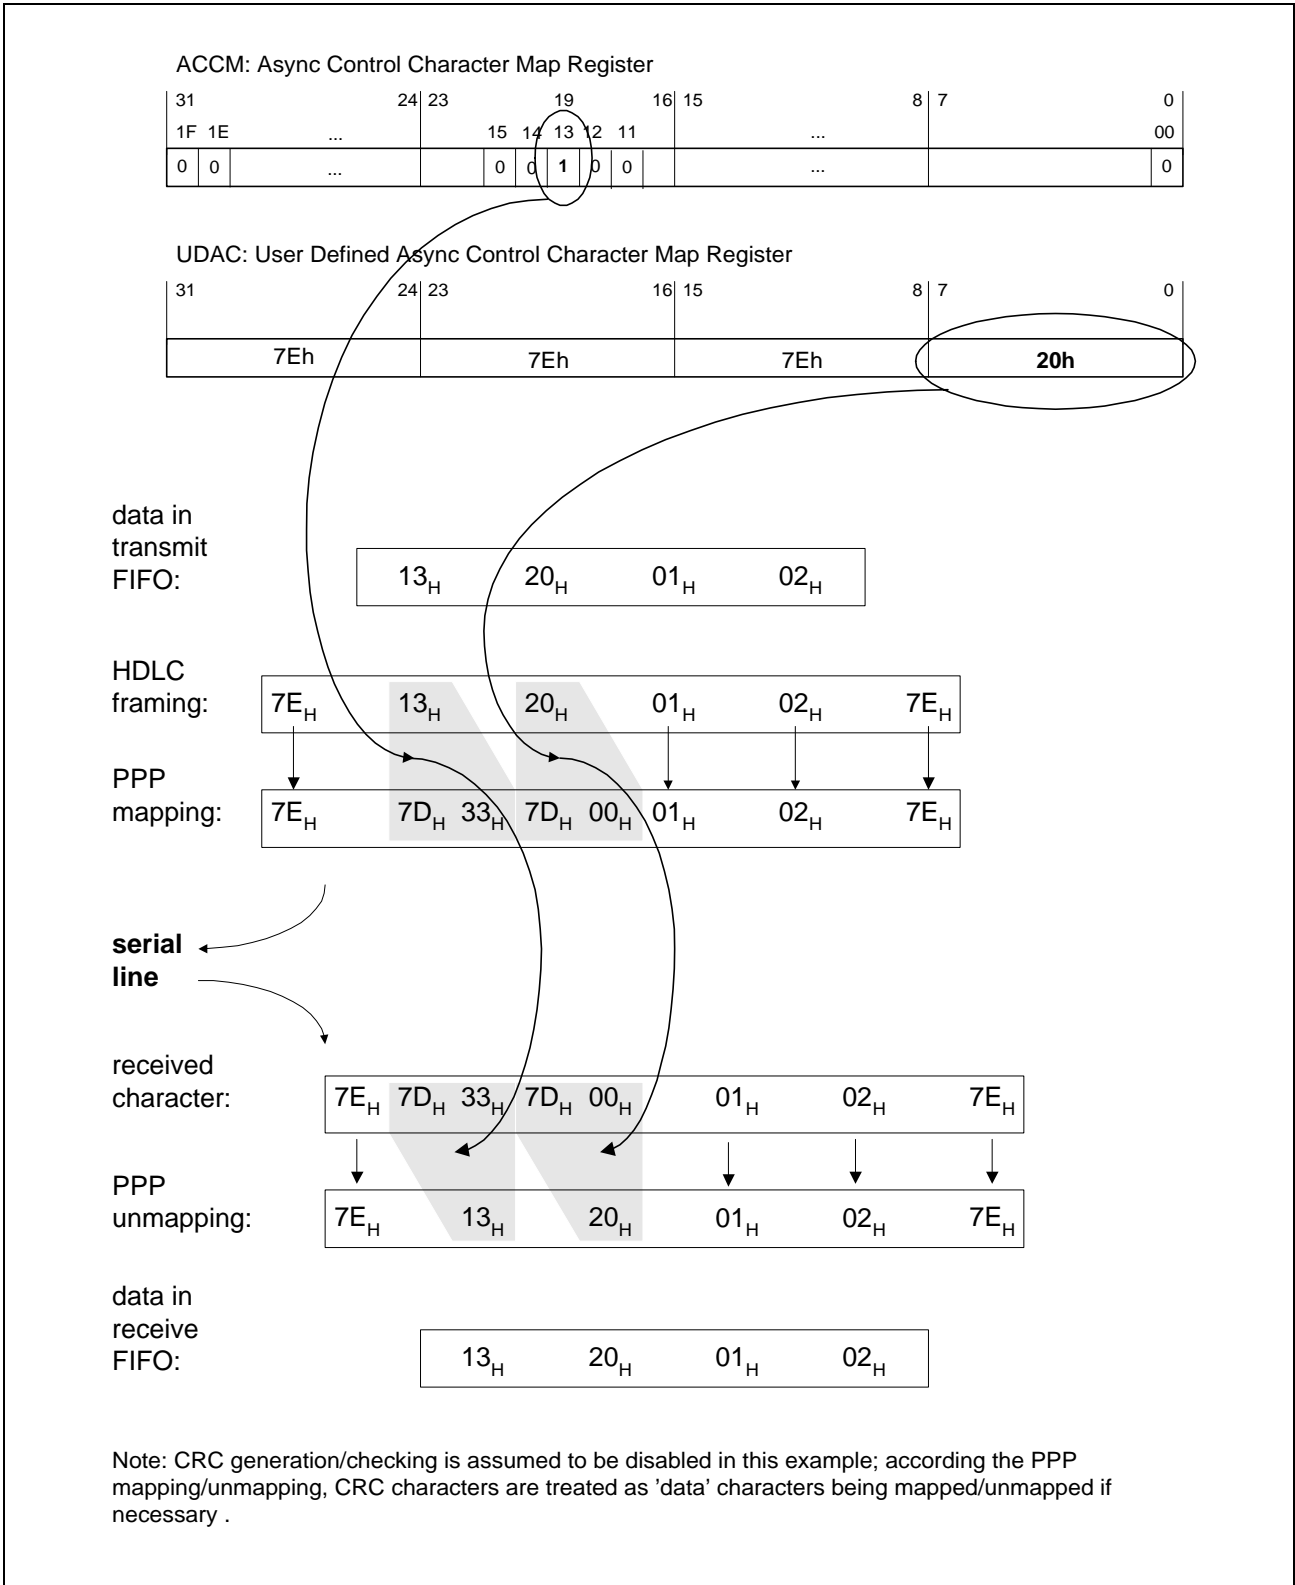 ACCM: Async Control Character Map Register
31 24 23 19 16 15 8 7 0
1F 1E ... 15 14 13 12 11 ... 00
0 0 ... 0 0 1 0 0 ... 0
UDAC: User Defined Async Control Character Map Register
31 24 23 16 15 8 7 0
7Eh 7Eh 7Eh 20h
data in
transmit
FIFO:
13H 20H 01H 02H
HDLC
framing:
7EH 13H 20H 01H 02H 7EH
PPP
mapping:
7EH 7DH 33H 7DH 00H 01H 02H 7EH
serial
line
received
character:
7EH 7DH 33H 7DH 00H 01H 02H 7EH
PPP
unmapping:
7EH 13H 20H 01H 02H 7EH
data in
receive
FIFO:
13H 20H 01H 02H
Note: CRC generation/checking is assumed to be disabled in this example; according the PPP
mapping/unmapping, CRC characters are treated as ’data’ characters being mapped/unmapped if
necessary .